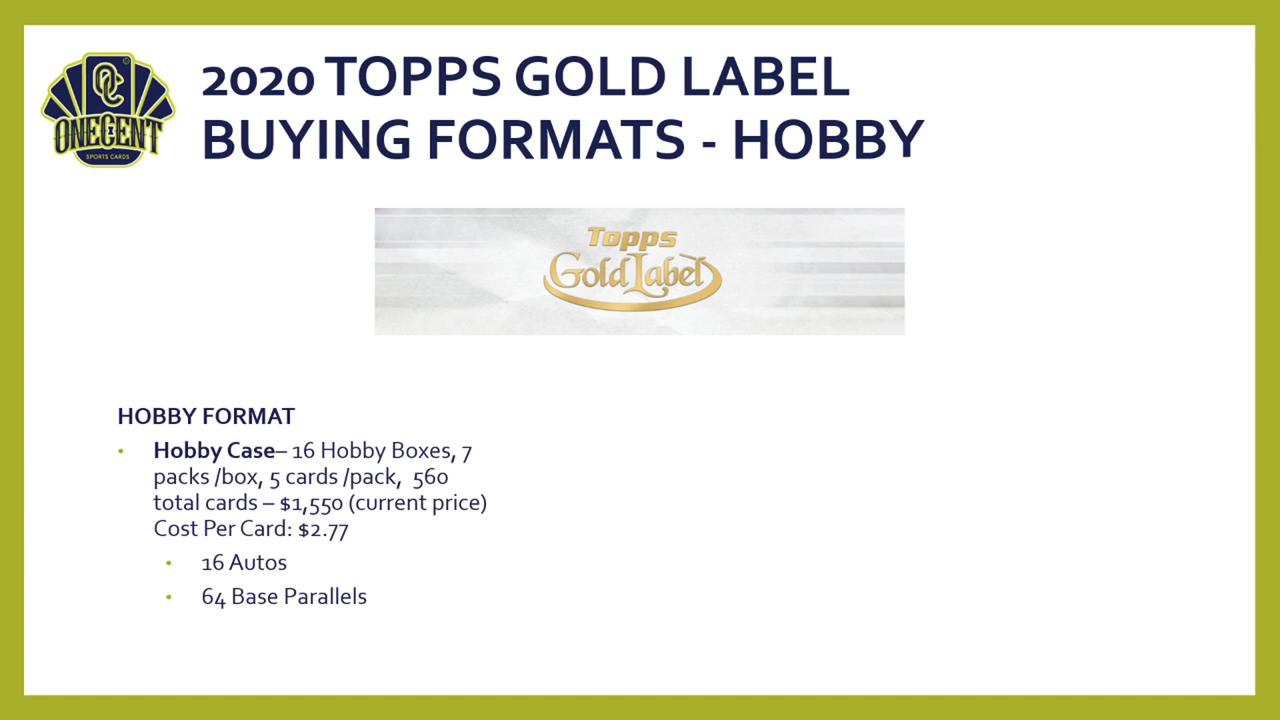 OC
ONECENT
SPORTS CARDS
2020 TOPPS GOLD LABEL
BUYING FORMATS - HOBBY
Topps
Gold Label
HOBBY FORMAT
• Hobby Case– 16 Hobby Boxes, 7
packs /box, 5 cards /pack,  560
total cards – $1,550 (current price)
Cost Per Card: $2.77
• 16 Autos
• 64 Base Parallels